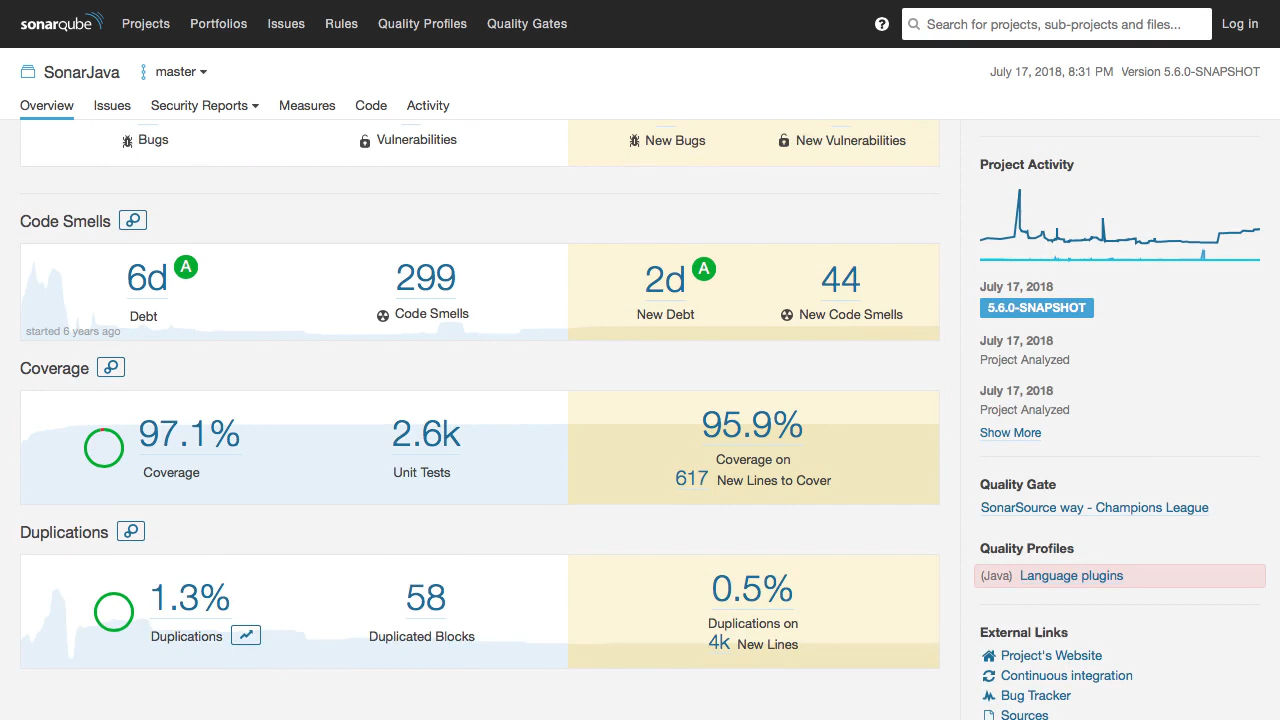 sonarqube Projects Portfolios Issues Rules Quality Profiles Quality Gates ? Search for projects, sub-projects and files... Log in
SonarJava master July 17, 2018, 8:31 PM Version 5.6.0-SNAPSHOT
Overview Issues Security Reports Measures Code Activity
Bugs Vulnerabilities New Bugs New Vulnerabilities
Code Smells
6d A 299 2d A 44
Debt Code Smells New Debt New Code Smells
started 6 years ago
Coverage
97.1% 2.6k 95.9%
Coverage Unit Tests Coverage on
617 New Lines to Cover
Duplications
1.3% 58 0.5%
Duplications Duplicated Blocks Duplications on
4k New Lines
Project Activity
July 17, 2018
5.6.0-SNAPSHOT
July 17, 2018
Project Analyzed
July 17, 2018
Project Analyzed
Show More
Quality Gate
SonarSource way - Champions League
Quality Profiles
(Java) Language plugins
External Links
Project's Website
Continuous integration
Bug Tracker
Sources